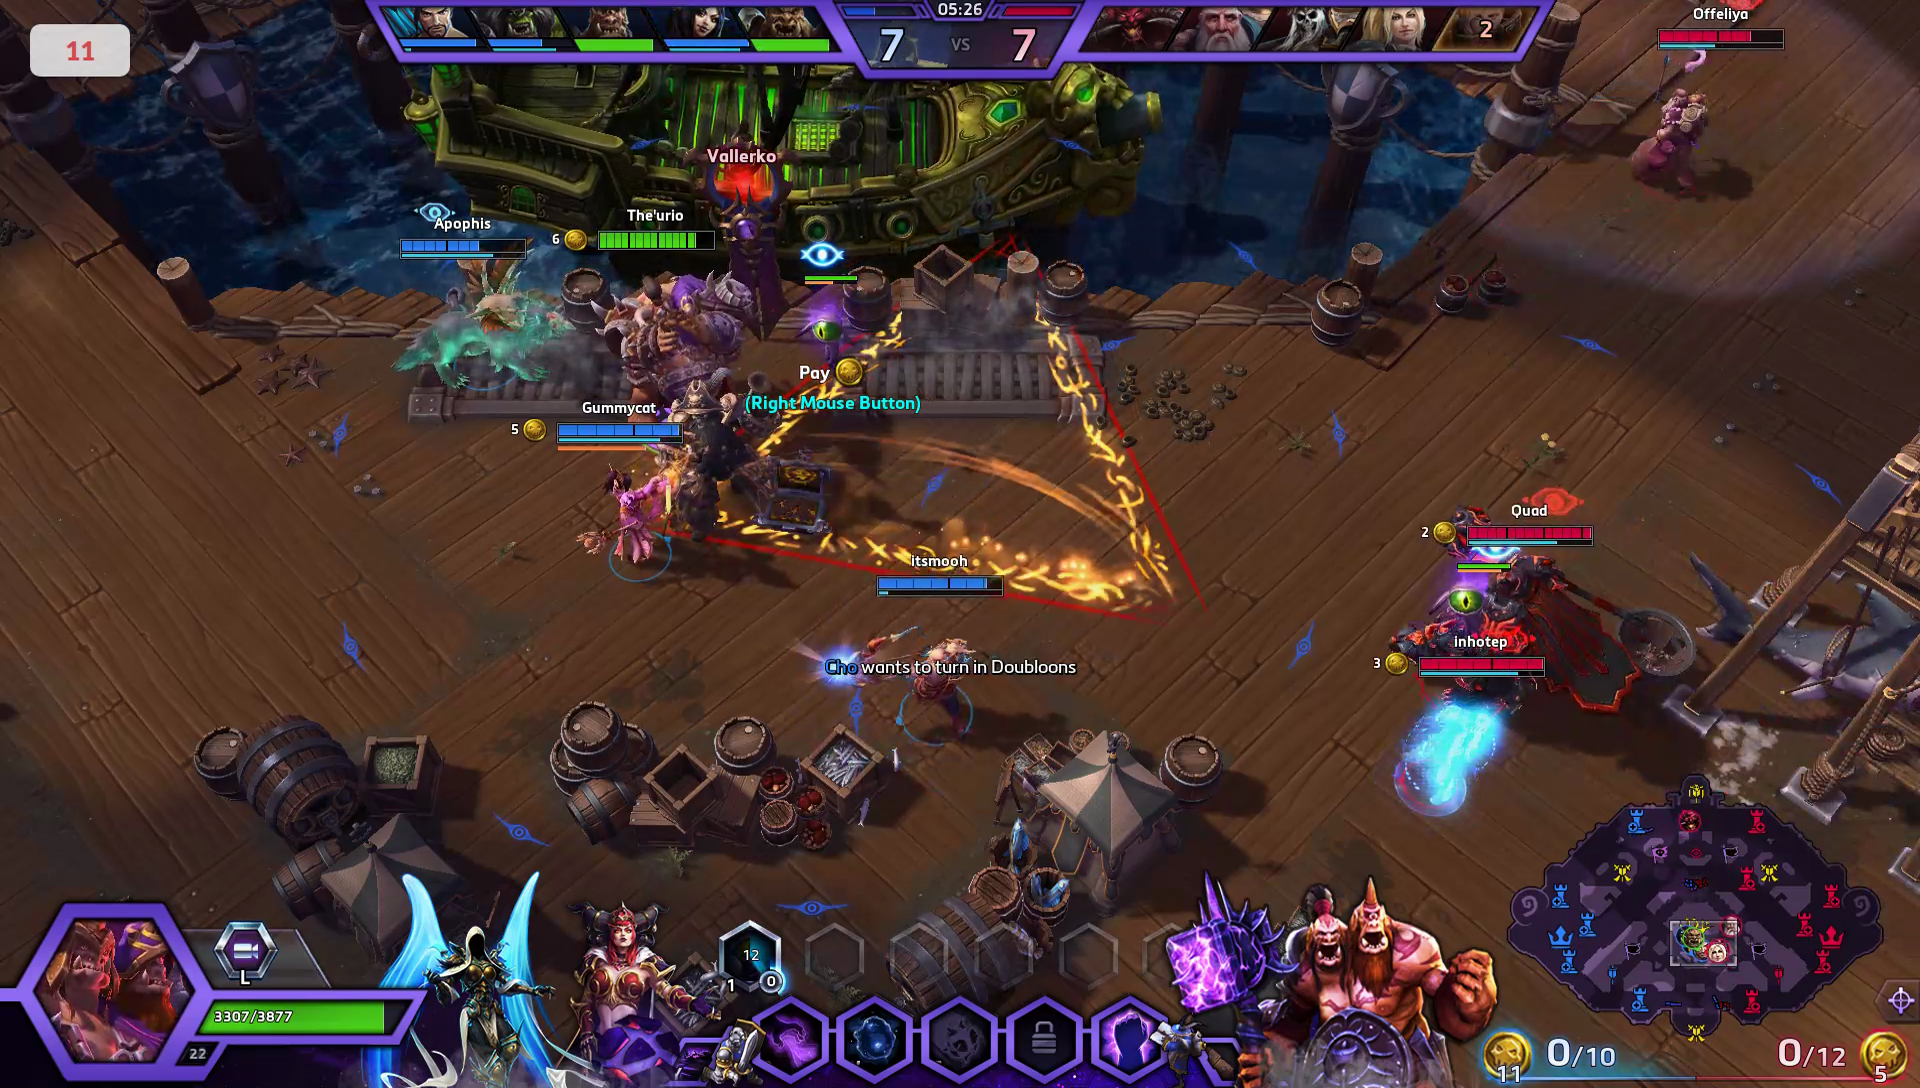 11
05:26
7 VS 7
2
Offeliya
Vallerko
Apophis
6 The'urio
Pay
(Right Mouse Button)
5 Gummycat
2 Quad
itsmooh
3 inhotep
Cho wants to turn in Doubloons
L
3307/3877
22
12
1 0
0/10
11
0/12
5